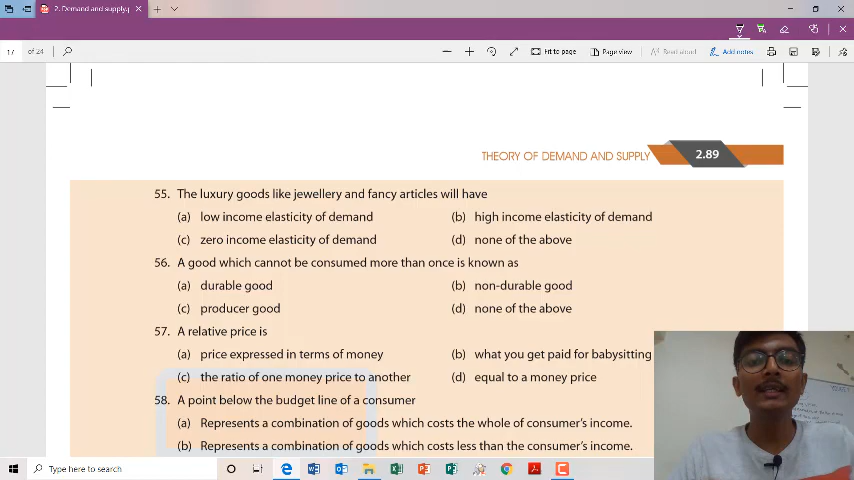 2. Demand and supply.p
17 of 24
Fit to page
Page view
Read aloud
Add notes
THEORY OF DEMAND AND SUPPLY 2.89
55. The luxury goods like jewellery and fancy articles will have
(a) low income elasticity of demand (b) high income elasticity of demand
(c) zero income elasticity of demand (d) none of the above
56. A good which cannot be consumed more than once is known as
(a) durable good (b) non-durable good
(c) producer good (d) none of the above
57. A relative price is
(a) price expressed in terms of money (b) what you get paid for babysitting
(c) the ratio of one money price to another (d) equal to a money price
58. A point below the budget line of a consumer
(a) Represents a combination of goods which costs the whole of consumer's income.
(b) Represents a combination of goods which costs less than the consumer's income.
Type here to search